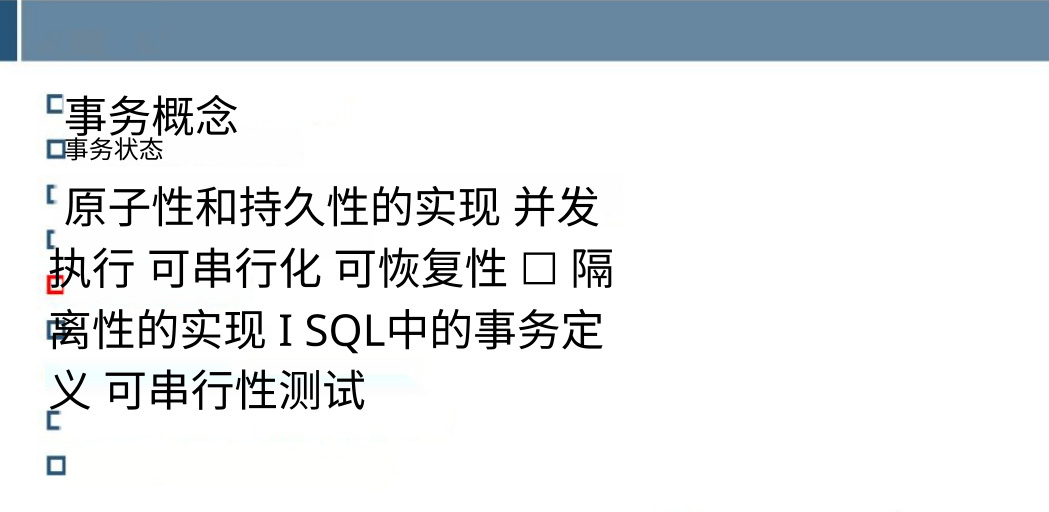 事务概念
事务状态
原子性和持久性的实现 并发
执行 可串行化 可恢复性 □ 隔
离性的实现 I SQL中的事务定
义 可串行性测试